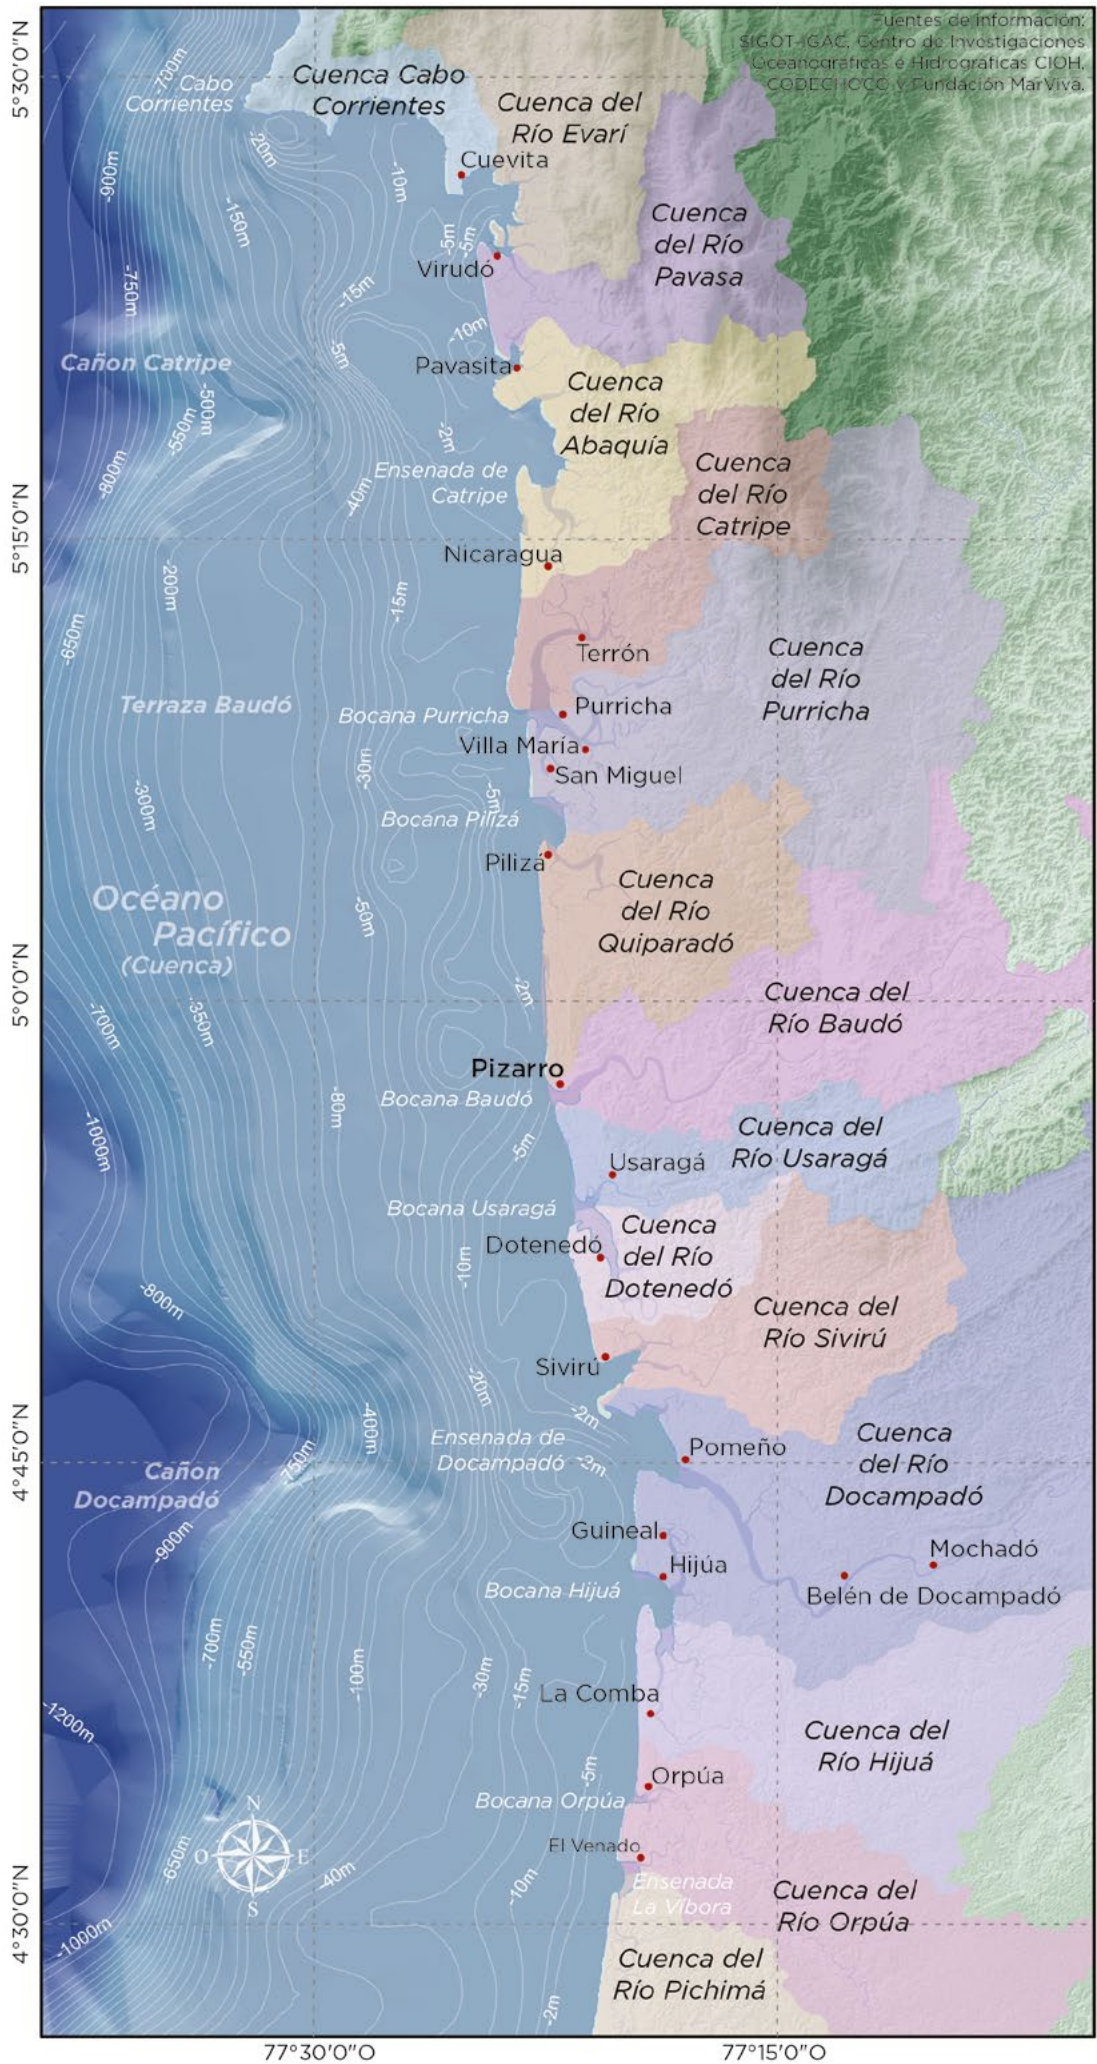 Fuentes de información:
SIGOT-IGAC, Centro de Investigaciones
Oceanográficas e Hidrográficas CIOH,
CODECHOCO y Fundación MarViva.
5°30'0"N
-700m
Cabo
Corrientes
Cuenca Cabo
Corrientes
Cuenca del
Río Evarí
-20m
-900m
-10m
Cuevita
-150m
-5m
-5m
Cuenca
del Río
Pavasa
Virudó
-750m
-15m
-10m
-5m
Cañon Catripe
Pavasita
Cuenca
del Río
Abaquía
-500m
-550m
-2m
-800m
Ensenada de
Catripe
-40m
Cuenca
del Río
Catripe
5°15'0"N
Nicaragua
-200m
-15m
-650m
Terrón
Cuenca
del Río
Purricha
Terraza Baudó
Bocana Purricha
Purricha
Villa María
San Miguel
-30m
-300m
-5m
Bocana Pilizá
Pilizá
Cuenca
del Río
Quiparadó
Océano
Pacífico
(Cuenca)
-50m
5°0'0"N
-2m
-700m
-350m
Cuenca del
Río Baudó
Pizarro
Bocana Baudó
-80m
-1000m
-5m
Cuenca del
Río Usaragá
Usaragá
Bocana Usaragá
Dotenedó
Cuenca
del Río
Dotenedó
-10m
-800m
Cuenca del
Río Sivirú
Sivirú
-20m
-2m
-400m
4°45'0"N
Ensenada de
Docampadó
-2m
Pomeño
Cuenca
del Río
Docampadó
-750m
Cañon
Docampadó
-900m
Guineal
Hijúa
Mochadó
Belén de Docampadó
Bocana Hijuá
-700m
-550m
-100m
-30m
-15m
La Comba
-1200m
Cuenca del
Río Hijuá
-5m
Orpúa
Bocana Orpúa
N
O
E
S
El Venado
-650m
-40m
-10m
Ensenada
La Víbora
Cuenca del
Río Orpúa
4°30'0"N
-1000m
Cuenca del
Río Pichimá
-2m
77°30'0"O
77°15'0"O